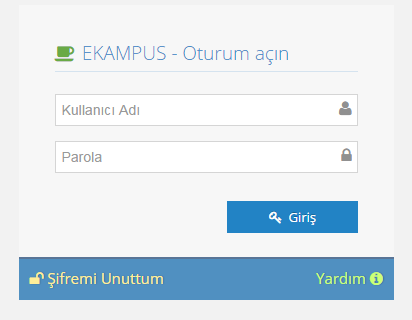 EKAMPUS - Oturum açın
Kullanıcı Adı
Parola
Giriş
Şifremi Unuttum Yardım